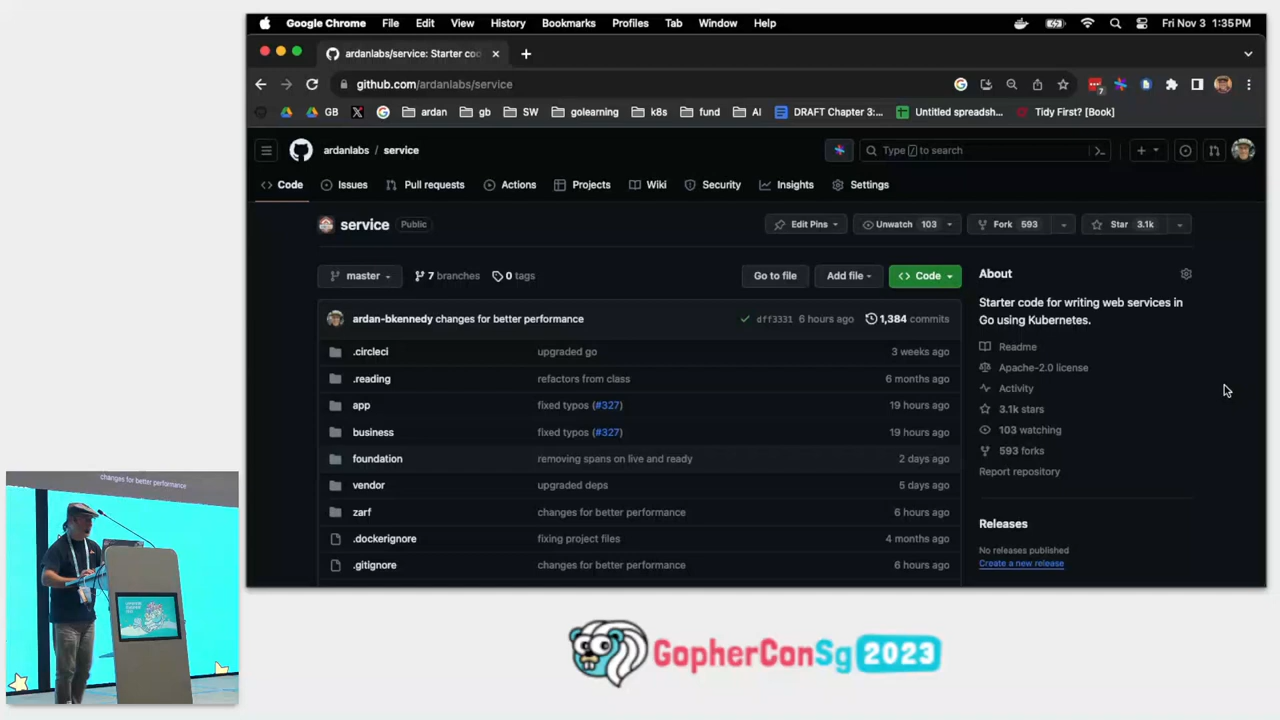 Google Chrome File Edit View History Bookmarks Profiles Tab Window Help Fri Nov 3 1:35 PM
ardanlabs/service: Starter coo
github.com/ardanlabs/service
GB ardan gb SW golearning k8s fund AI DRAFT Chapter 3:... Untitled spreadsh... Tidy First? [Book]
ardanlabs / service Type / to search
Code Issues Pull requests Actions Projects Wiki Security Insights Settings
service Public Edit Pins Unwatch 103 Fork 593 Star 3.1k
master 7 branches 0 tags Go to file Add file Code
ardan-bkennedy changes for better performance dff3331 6 hours ago 1,384 commits
.circleci upgraded go 3 weeks ago
.reading refactors from class 6 months ago
app fixed typos (#327) 19 hours ago
business fixed typos (#327) 19 hours ago
foundation removing spans on live and ready 2 days ago
vendor upgraded deps 5 days ago
zarf changes for better performance 6 hours ago
.dockerignore fixing project files 4 months ago
.gitignore changes for better performance 6 hours ago
About
Starter code for writing web services in
Go using Kubernetes.
Readme
Apache-2.0 license
Activity
3.1k stars
103 watching
593 forks
Report repository
Releases
No releases published
Create a new release
changes for better performance
GopherConSg 2023